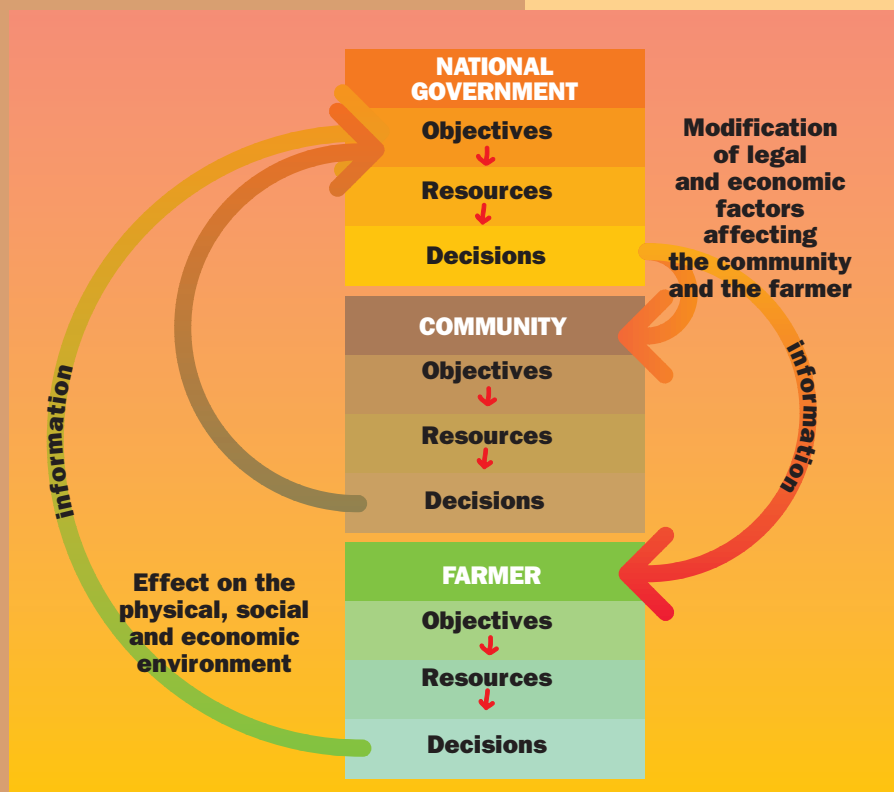 NATIONAL
GOVERNMENT
Objectives
Resources
Decisions
Modification
of legal
and economic
factors
affecting
the community
and the farmer
COMMUNITY
Objectives
Resources
Decisions
information
information
FARMER
Objectives
Resources
Decisions
Effect on the
physical, social
and economic
environment